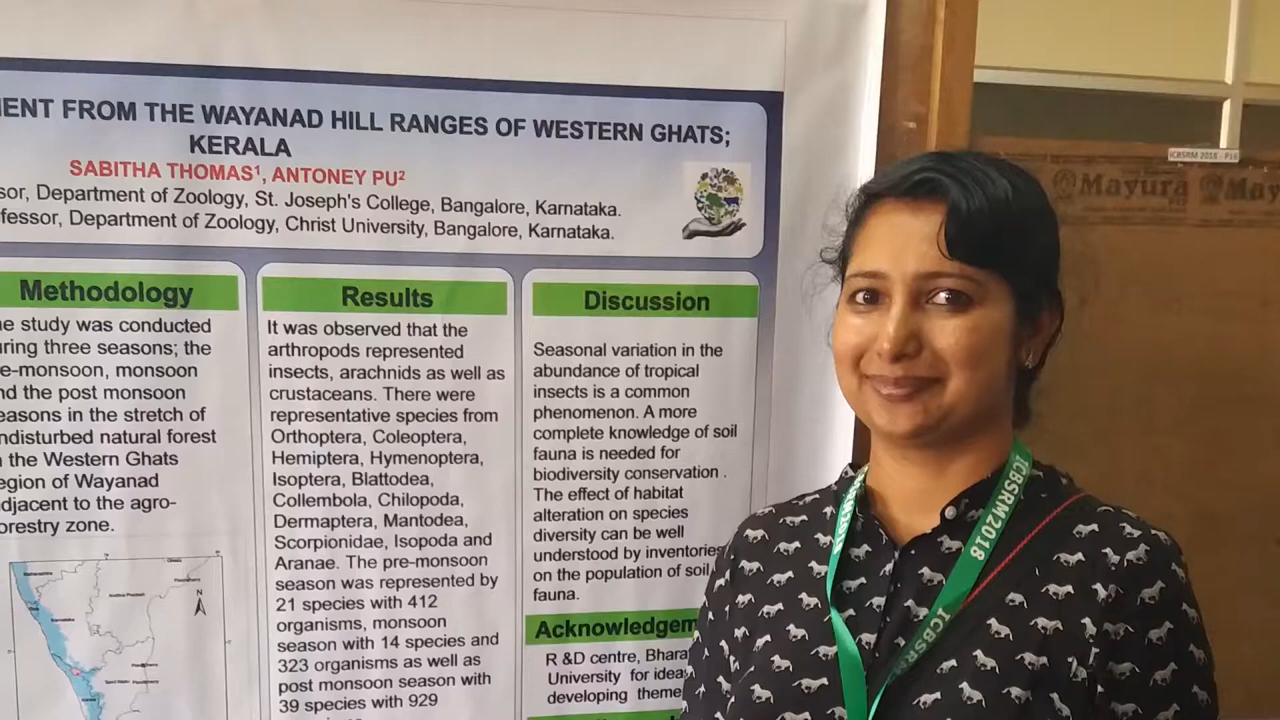 ENT FROM THE WAYANAD HILL RANGES OF WESTERN GHATS;
KERALA
SABITHA THOMAS¹, ANTONEY PU²
sor, Department of Zoology, St. Joseph's College, Bangalore, Karnataka.
fessor, Department of Zoology, Christ University, Bangalore, Karnataka.
Methodology
e study was conducted
ring three seasons; the
e-monsoon, monsoon
nd the post monsoon
easons in the stretch of
ndisturbed natural forest
the Western Ghats
egion of Wayanad
djacent to the agro-
orestry zone.
N
Results
It was observed that the
arthropods represented
insects, arachnids as well as
crustaceans. There were
representative species from
Orthoptera, Coleoptera,
Hemiptera, Hymenoptera,
Isoptera, Blattodea,
Collembola, Chilopoda,
Dermaptera, Mantodea,
Scorpionidae, Isopoda and
Aranae. The pre-monsoon
season was represented by
21 species with 412
organisms, monsoon
season with 14 species and
323 organisms as well as
post monsoon season with
39 species with 929
Discussion
Seasonal variation in the
abundance of tropical
insects is a common
phenomenon. A more
complete knowledge of soil
fauna is needed for
biodiversity conservation .
The effect of habitat
alteration on species
diversity can be well
understood by inventories
on the population of soil
fauna.
Acknowledgem
R &D centre, Bharat
University for idea
developing theme
ICBSRM 2018 - P16
Mayura May
ICBSRM2018
ICBSRM